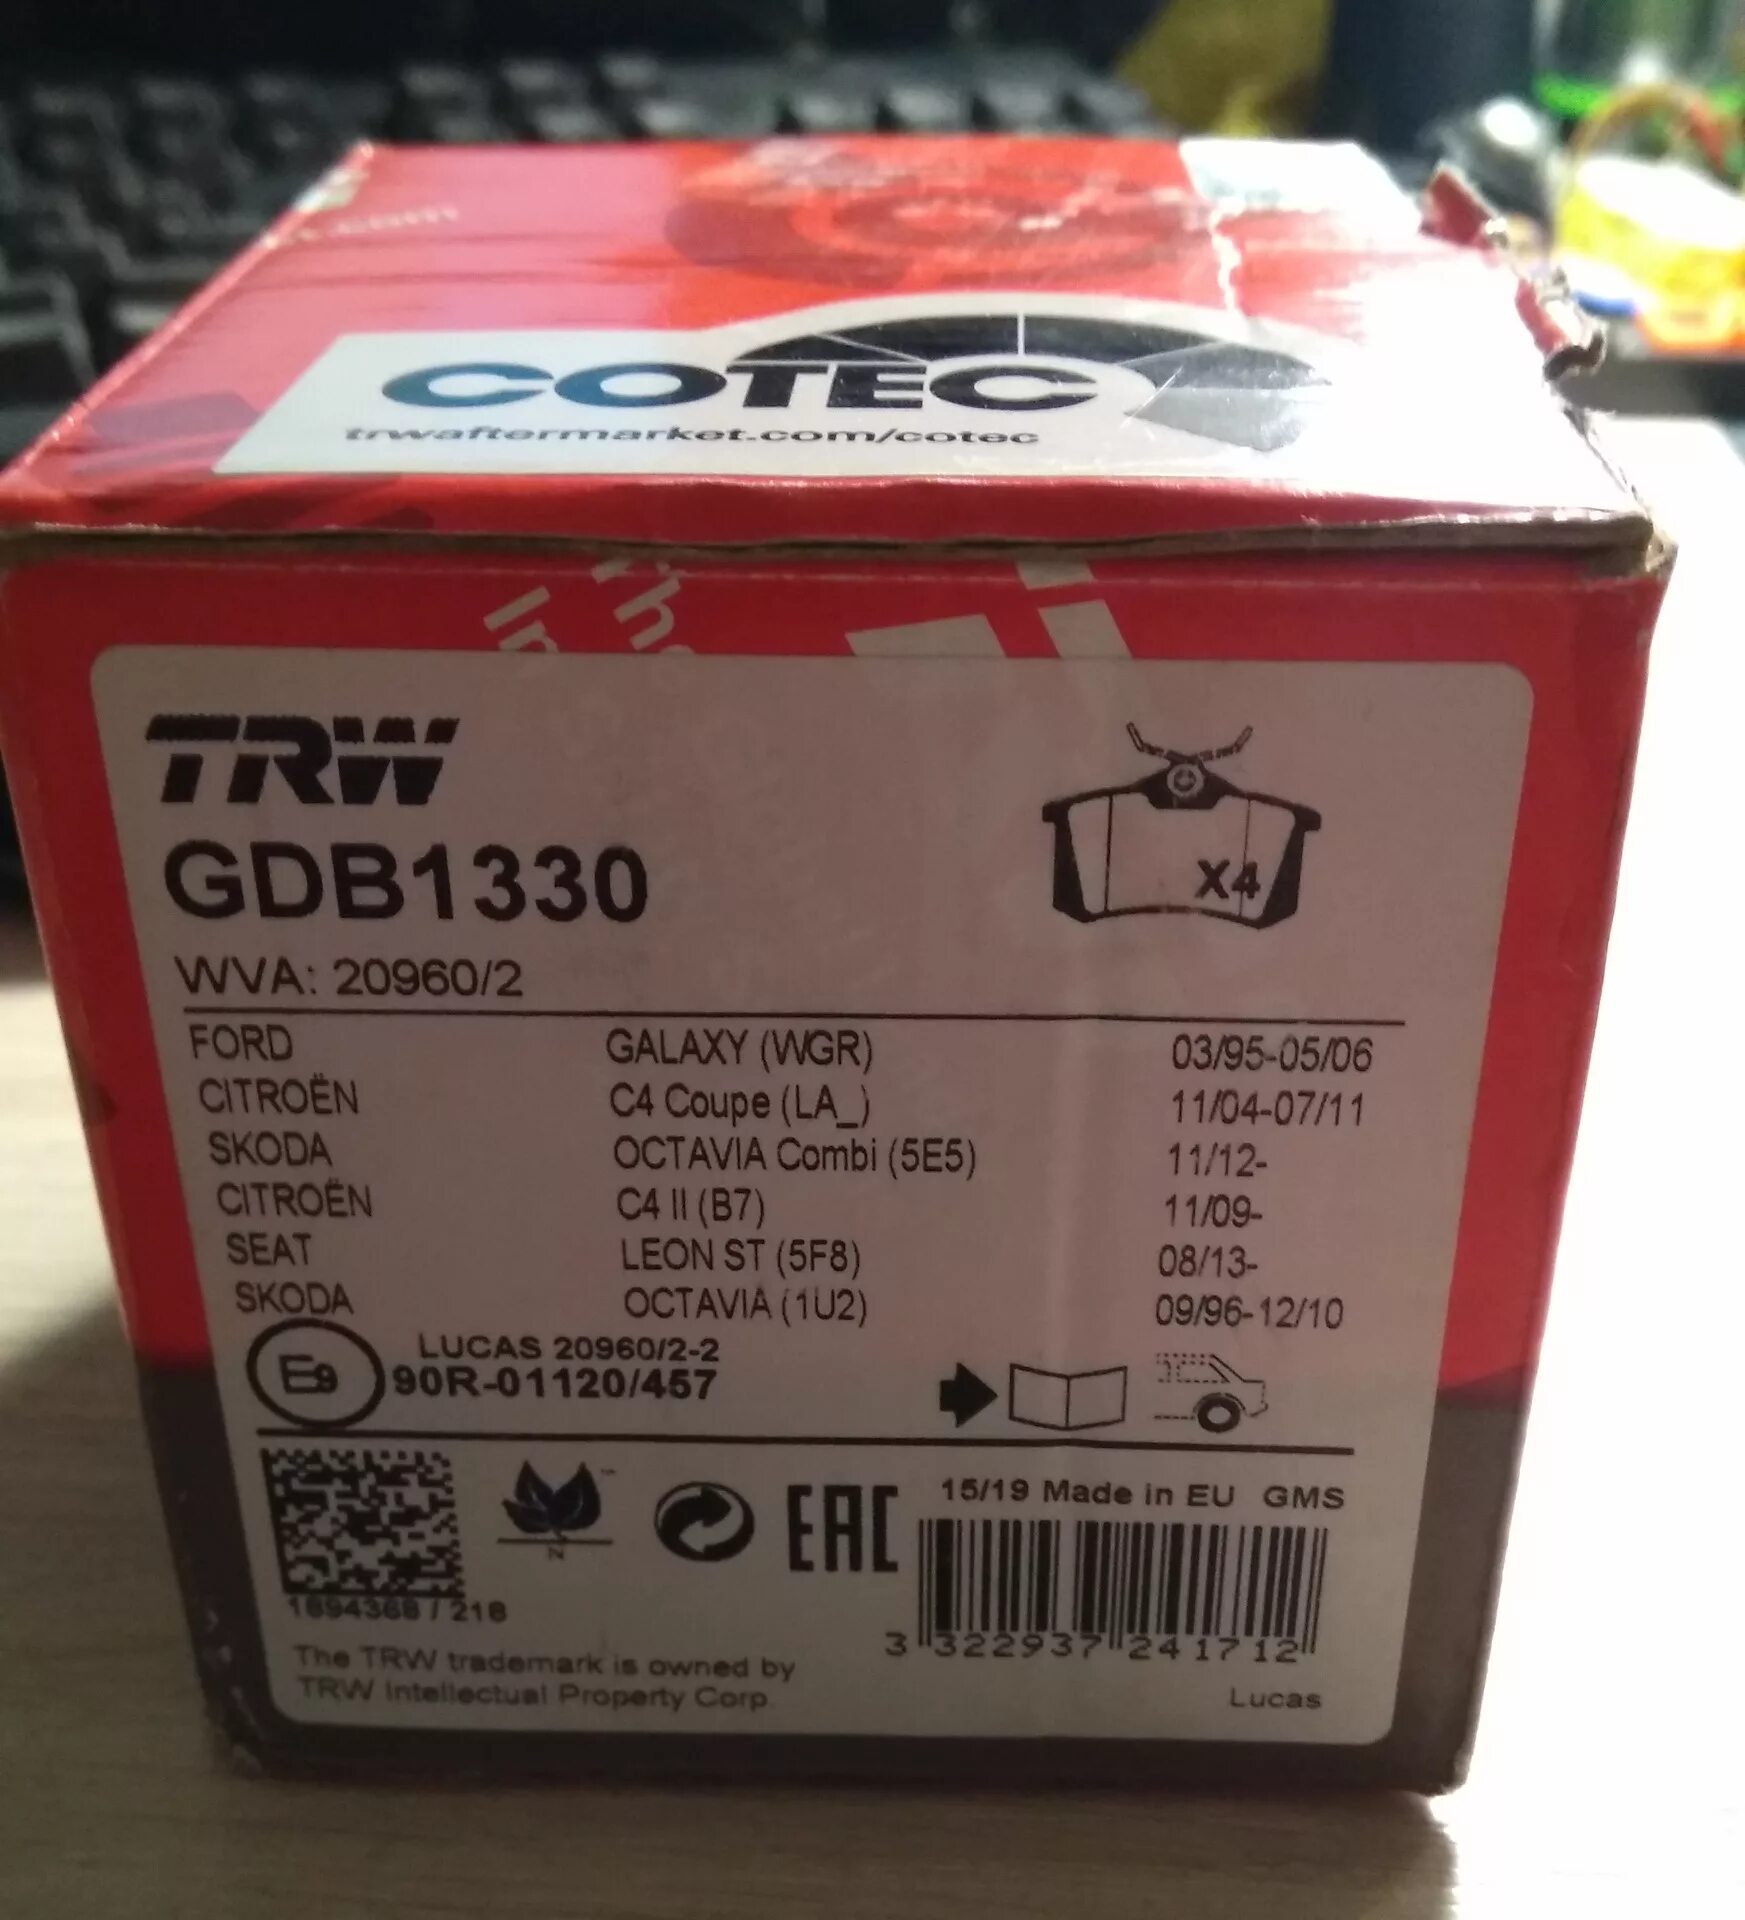 COTEC
trwaftermarket.com/cotec
TRW
GDB1330
X4
WVA: 20960/2
FORD GALAXY (WGR) 03/95-05/06
CITROËN C4 Coupe (LA_) 11/04-07/11
SKODA OCTAVIA Combi (5E5) 11/12-
CITROËN C4 II (B7) 11/09-
SEAT LEON ST (5F8) 08/13-
SKODA OCTAVIA (1U2) 09/96-12/10
LUCAS 20960/2-2
E9 90R-01120/457
15/19 Made in EU GMS
EAC
1694368 / 218
3 322937 241712
The TRW trademark is owned by
TRW Intellectual Property Corp.
Lucas